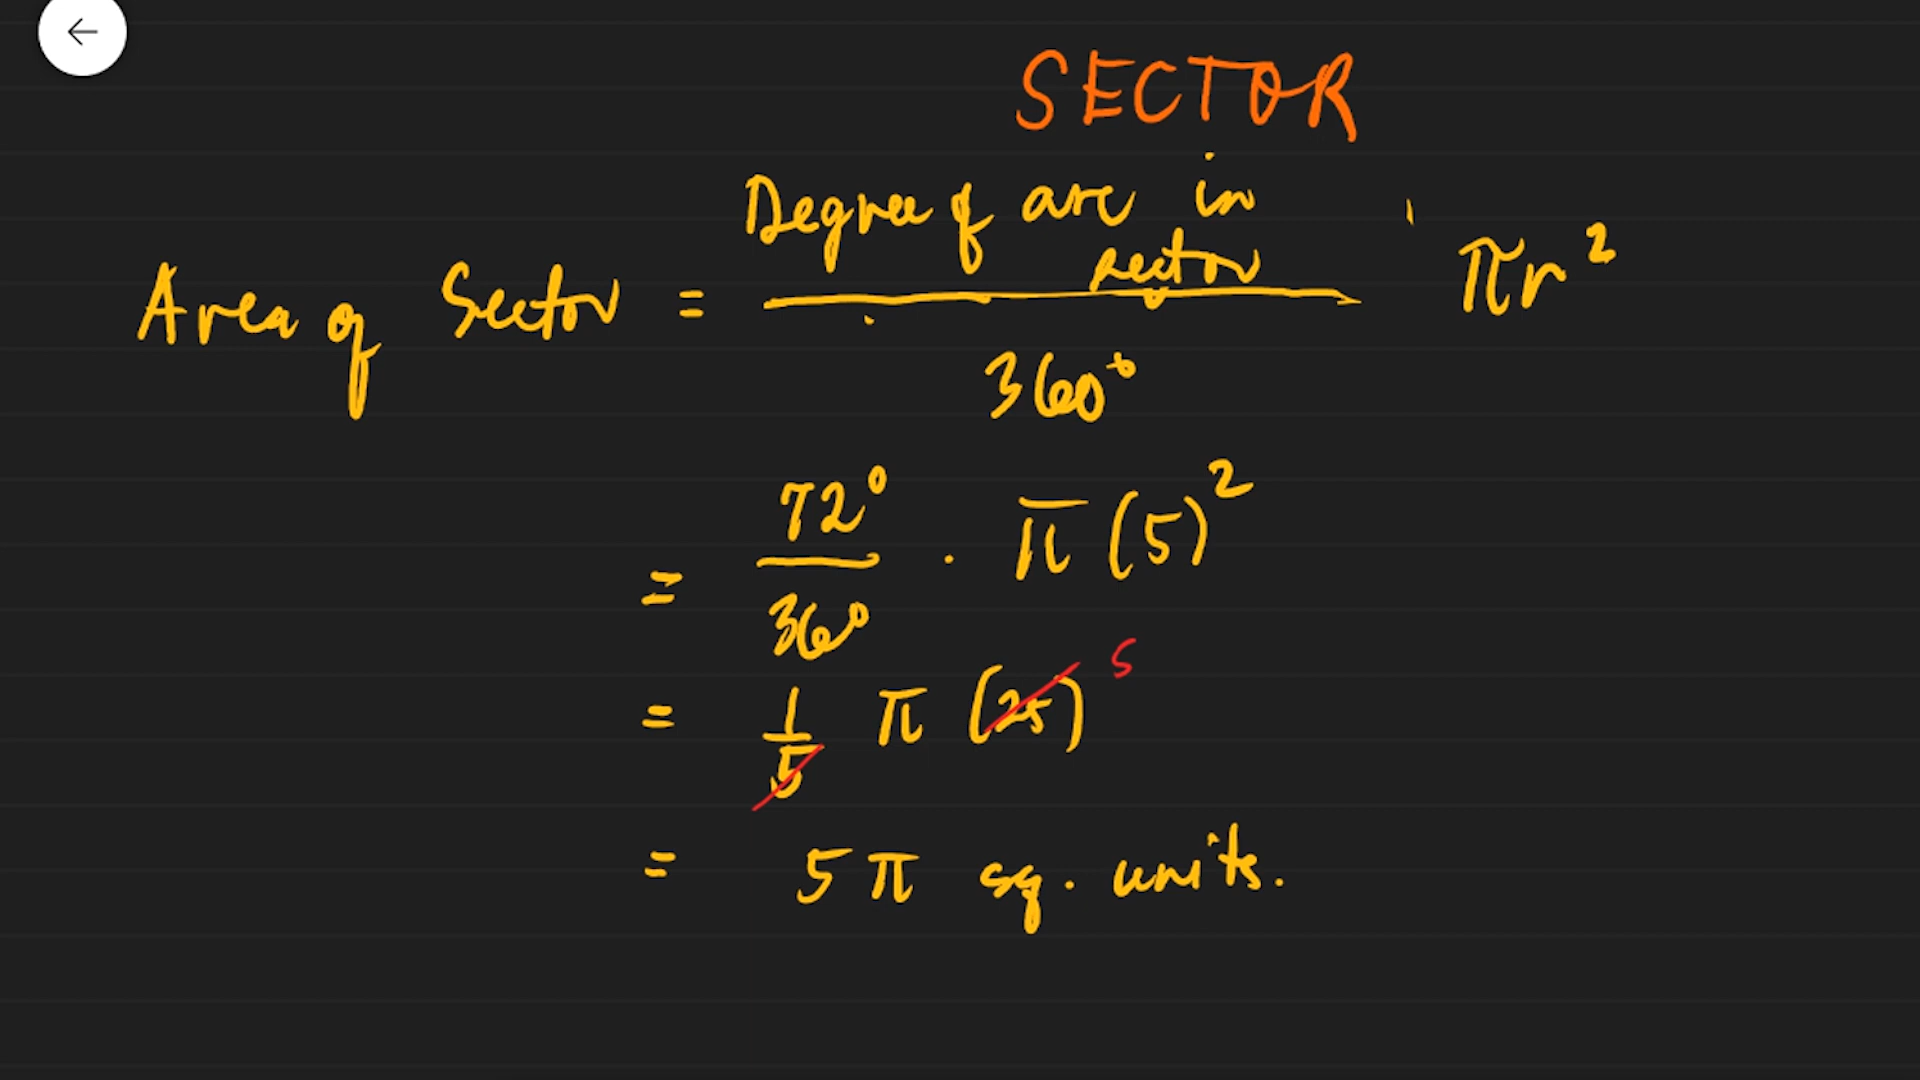 SECTOR
Area of Sector = Degree of arc in sector / 360° · πr²
= 72° / 360 · π(5)²
= 1/5 π (25) 5
= 5π sq. units.